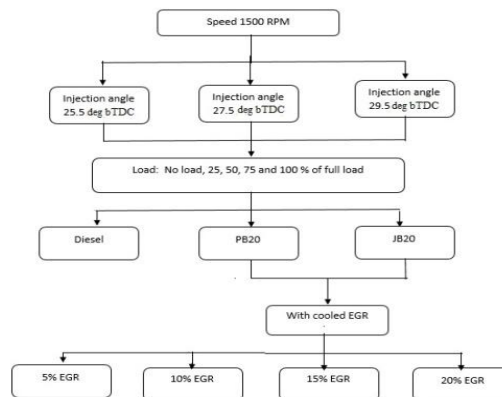 Speed 1500 RPM
Injection angle
25.5 deg bTDC
Injection angle
27.5 deg bTDC
Injection angle
29.5 deg bTDC
Load: No load, 25, 50, 75 and 100 % of full load
Diesel
PB20
JB20
With cooled EGR
5% EGR
10% EGR
15% EGR
20% EGR